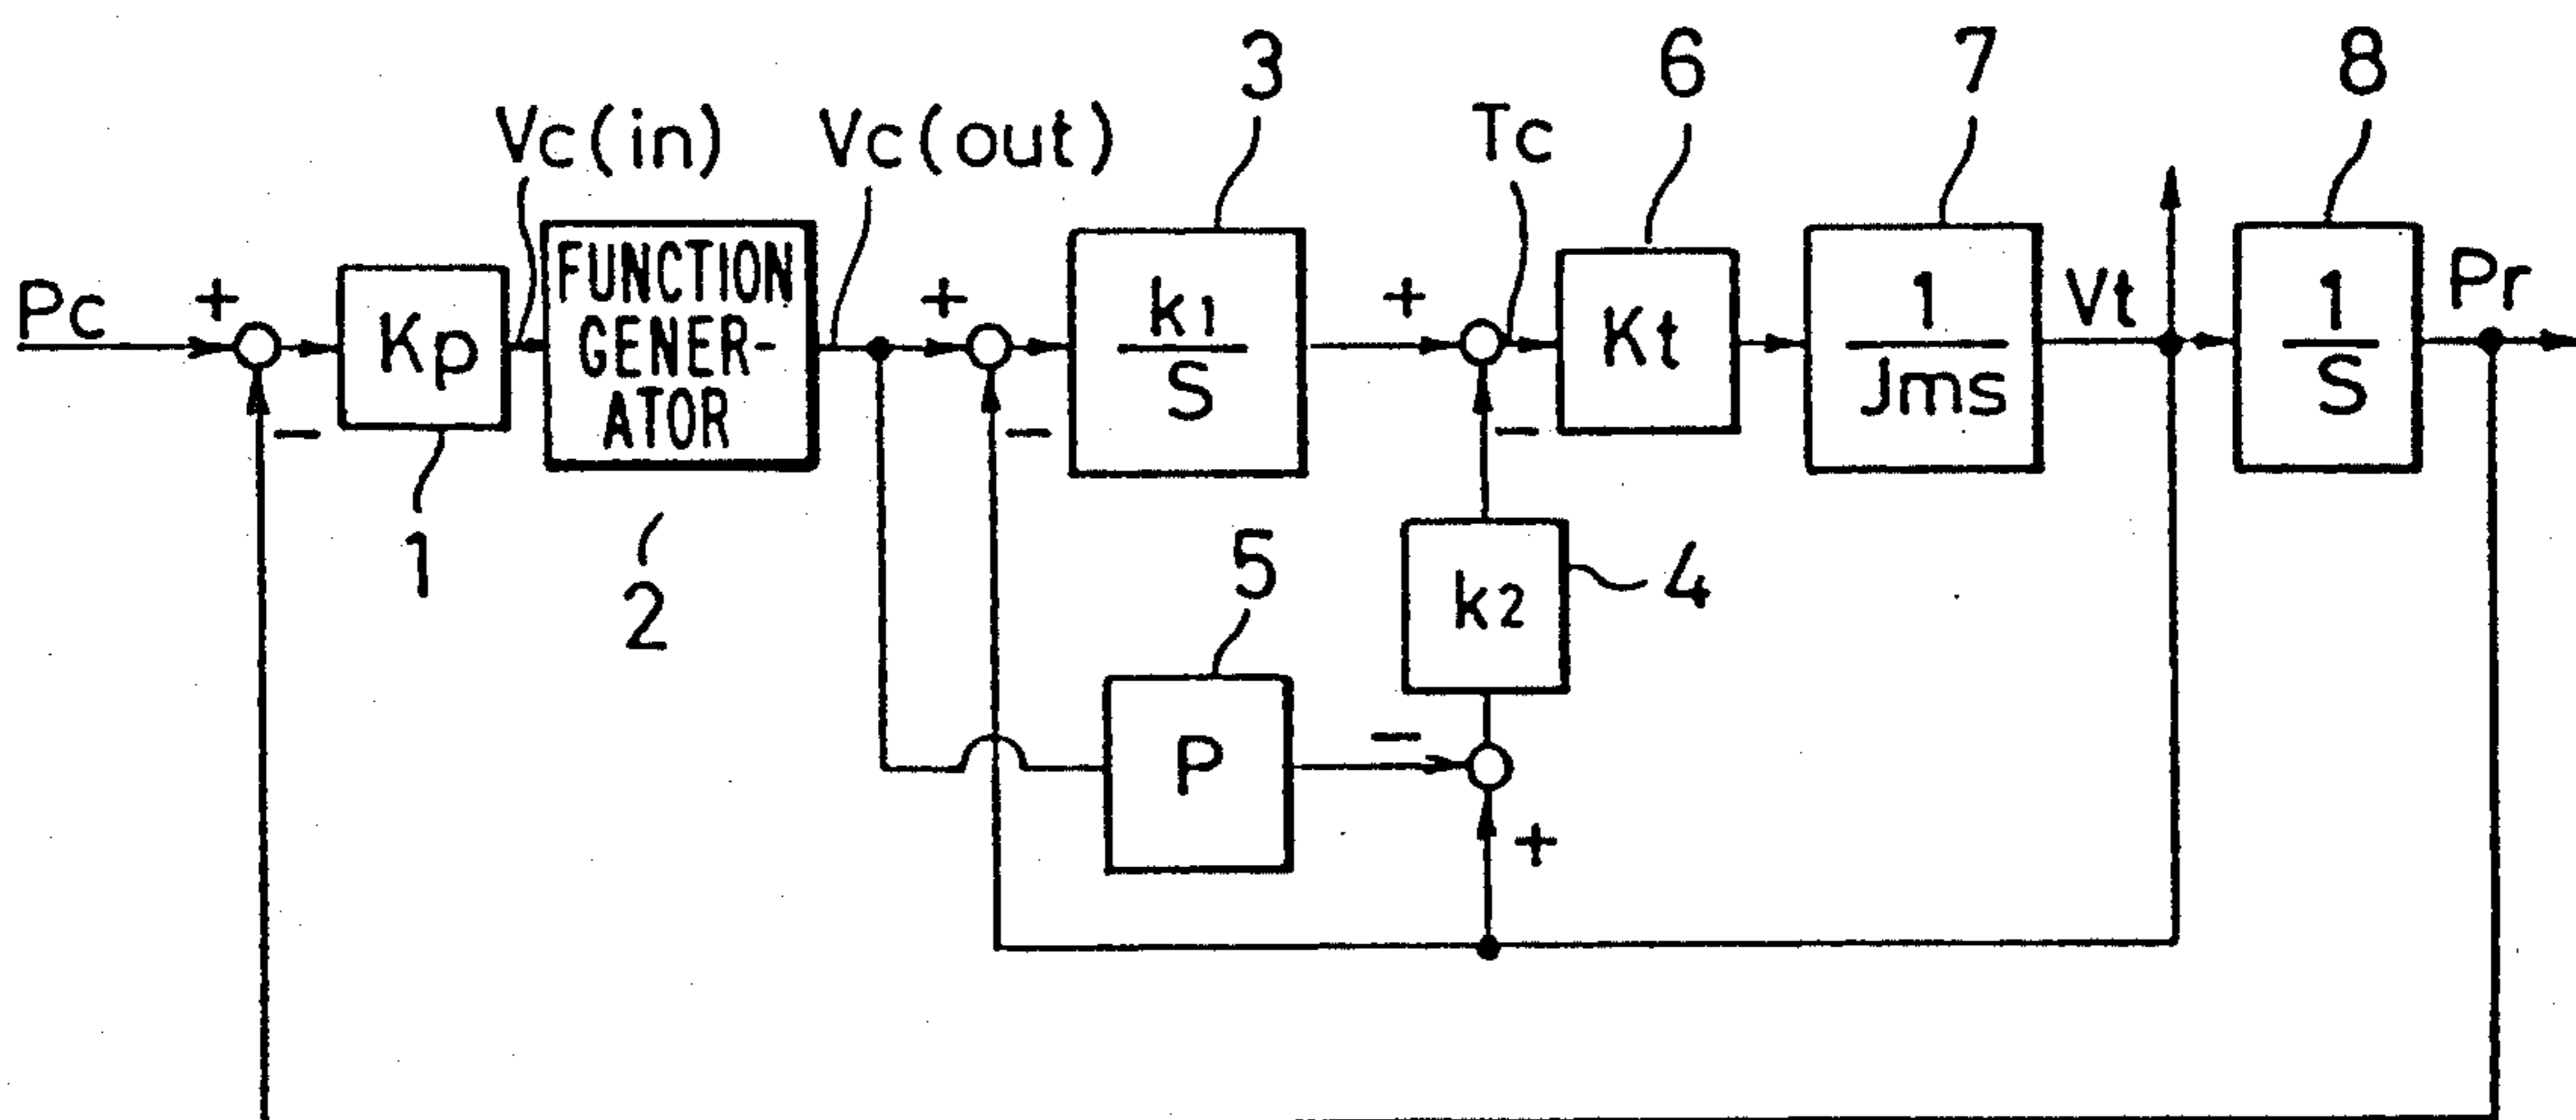 3
6
7
8
Vc(in)
Vc(out)
Tc
Pc
+
Kp
FUNCTION
GENER-
ATOR
+
k1
S
+
Kt
1
Jms
Vt
1
S
Pr
-
-
-
1
2
5
k2
4
P
-
+